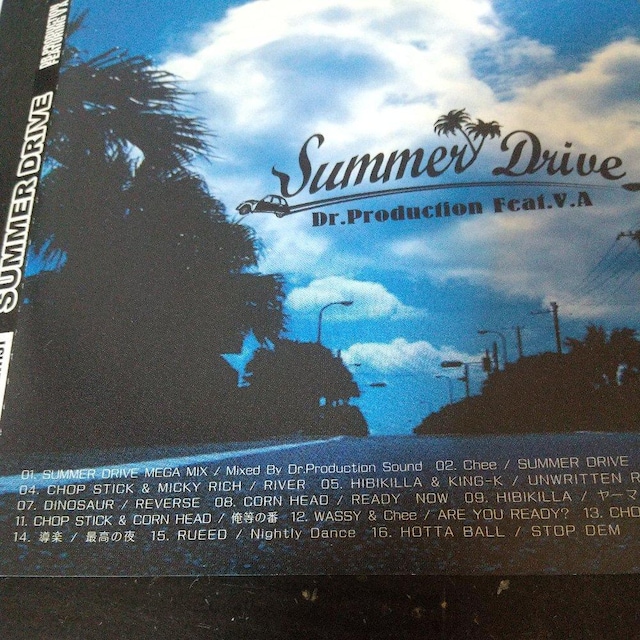 SUMMER DRIVE
Summer Drive
Dr.Production Feat.V.A
01. SUMMER DRIVE MEGA MIX / Mixed By Dr.Production Sound 02. Chee / SUMMER DRIVE
04. CHOP STICK & MICKY RICH / RIVER 05. HIBIKILLA & KING-K / UNWRITTEN
07. DINOSAUR / REVERSE 08. CORN HEAD / READY NOW 09. HIBIKILLA / ヤーマ
11. CHOP STICK & CORN HEAD / 俺等の番 12. WASSY & Chee / ARE YOU READY? 13. CHO
14. 導楽 / 最高の夜 15. RUEED / Nightly Dance 16. HOTTA BALL / STOP DEM